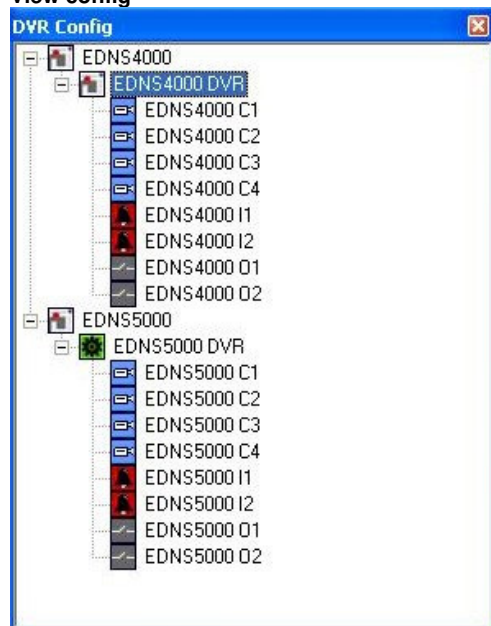 View config
DVR Config
EDNS4000
EDNS4000 DVR
EDNS4000 C1
EDNS4000 C2
EDNS4000 C3
EDNS4000 C4
EDNS4000 I1
EDNS4000 I2
EDNS4000 O1
EDNS4000 O2
EDNS5000
EDNS5000 DVR
EDNS5000 C1
EDNS5000 C2
EDNS5000 C3
EDNS5000 C4
EDNS5000 I1
EDNS5000 I2
EDNS5000 O1
EDNS5000 O2